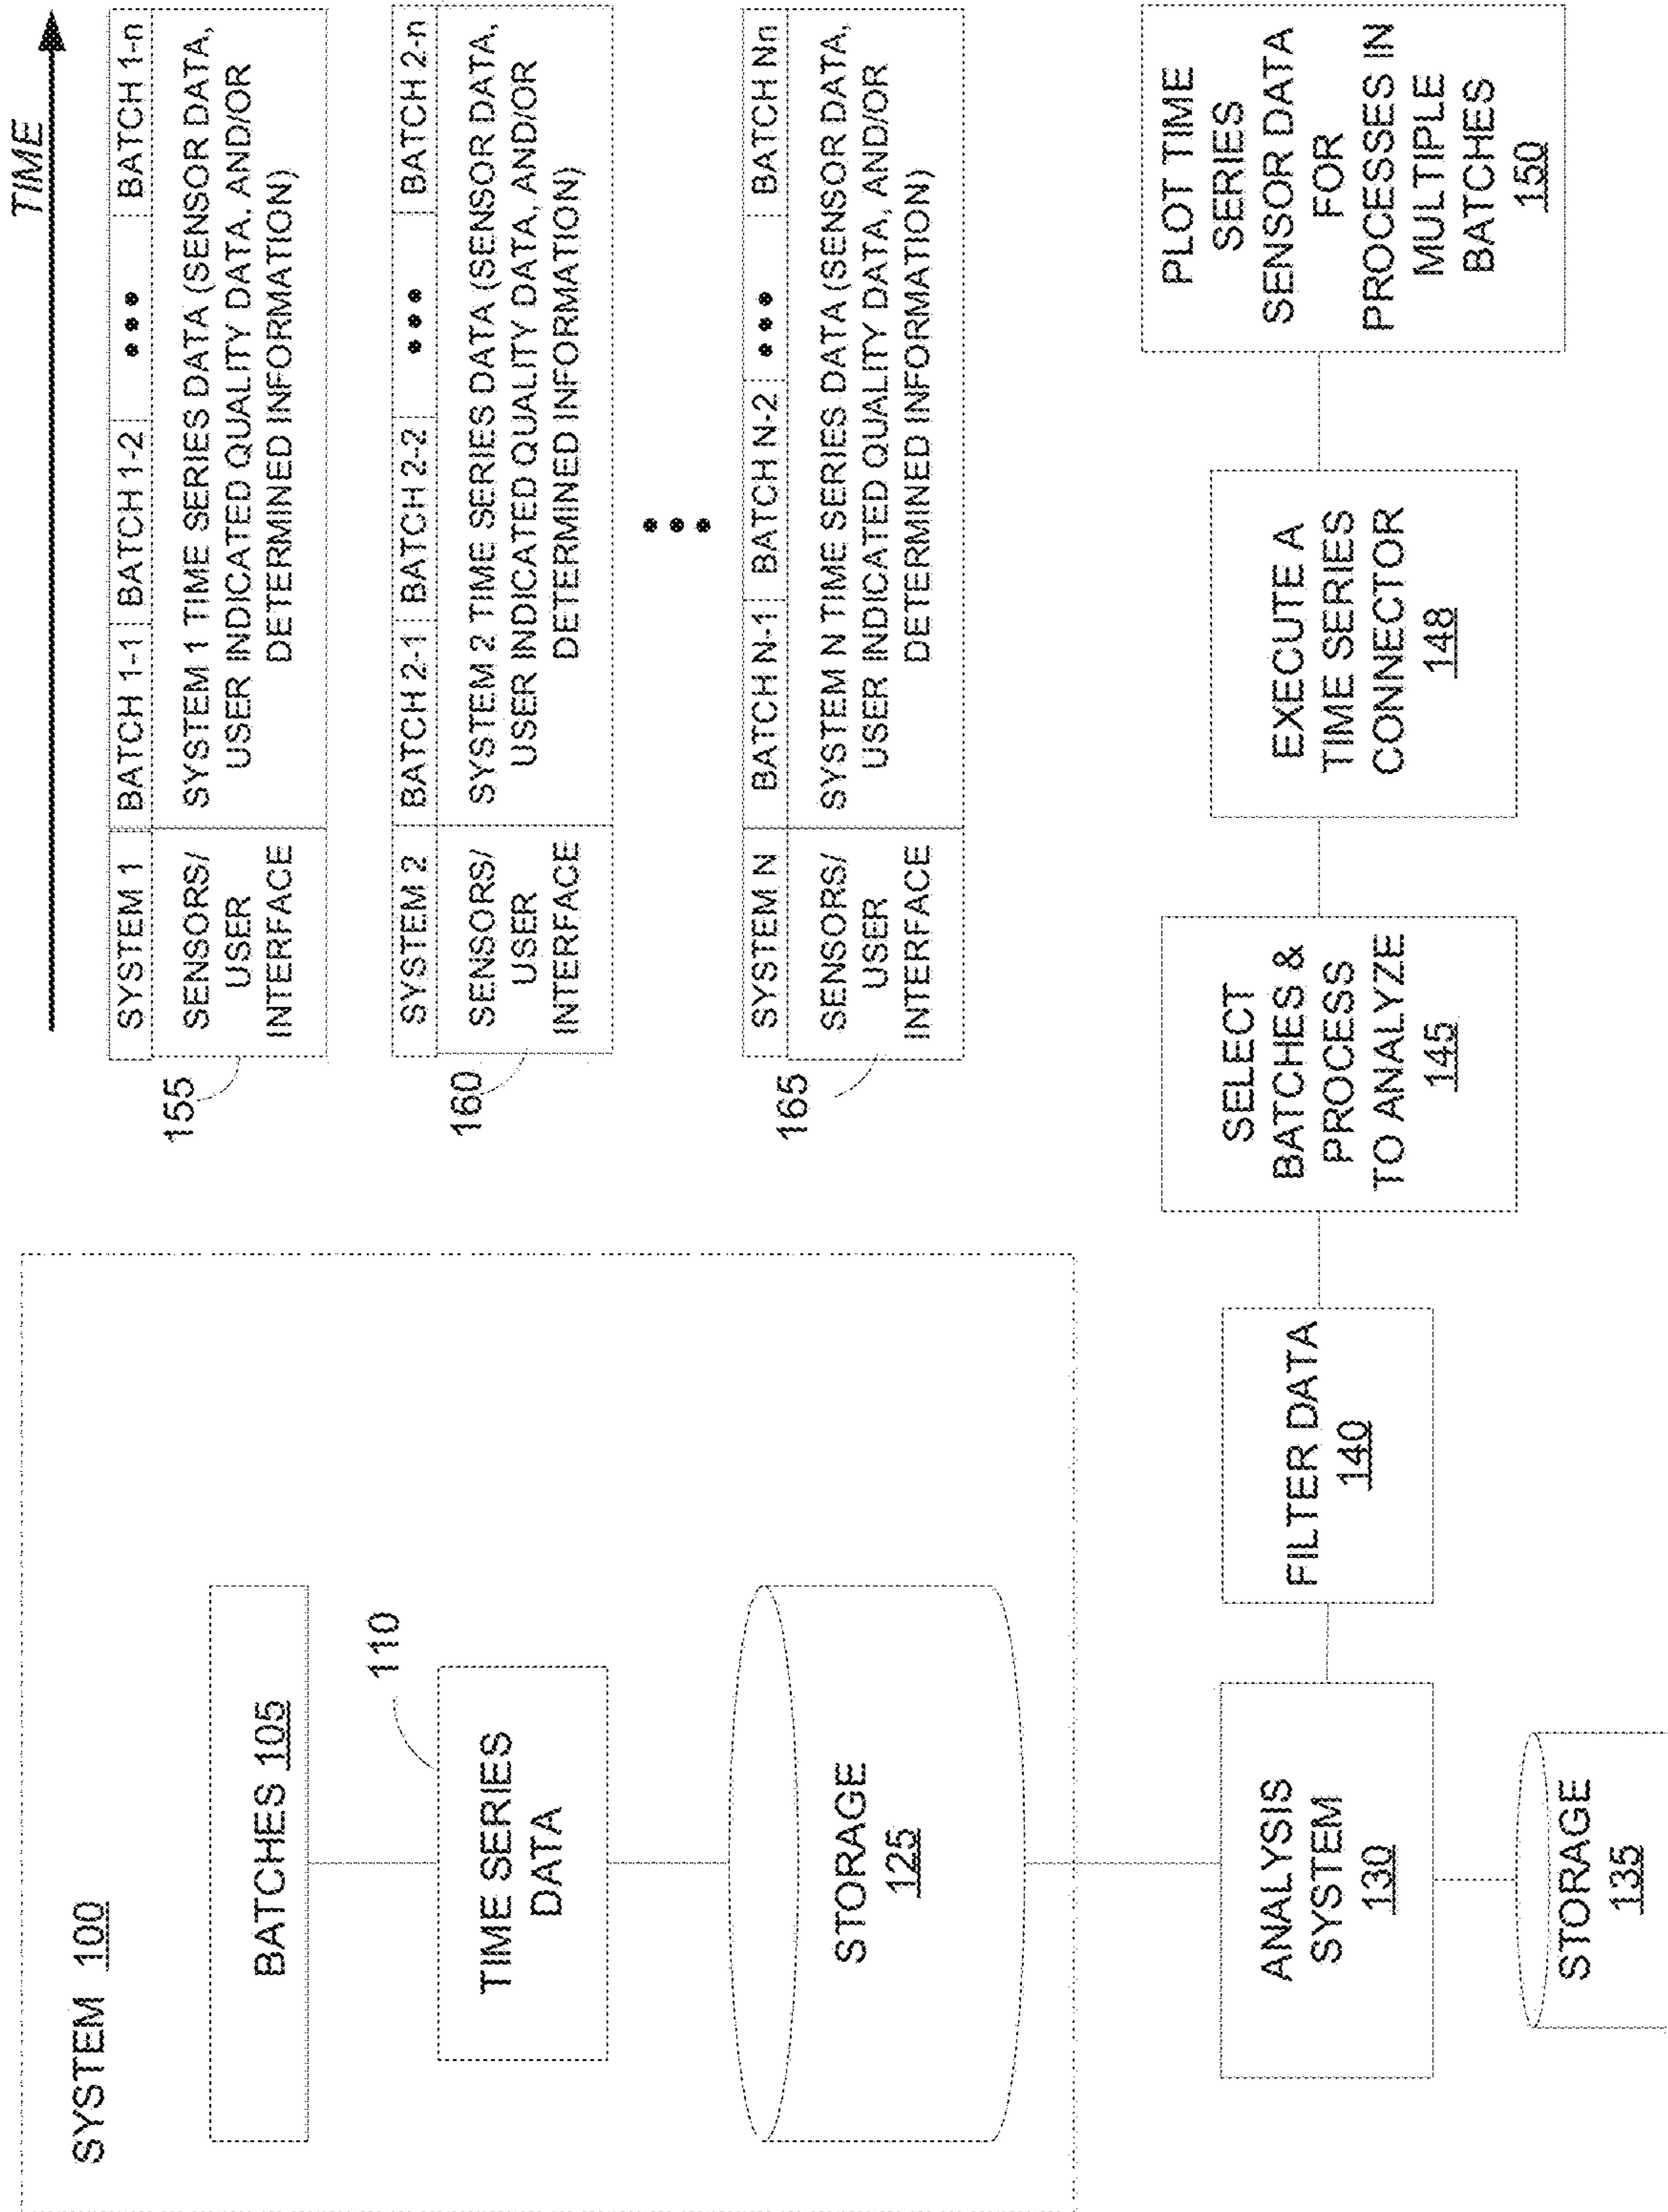 SYSTEM 100
BATCHES 105
110
TIME SERIES
DATA
STORAGE
125
ANALYSIS
SYSTEM
130
STORAGE
135
FILTER DATA
140
SELECT
BATCHES &
PROCESS
TO ANALYZE
145
EXECUTE A
TIME SERIES
CONNECTOR
148
PLOT TIME
SERIES
SENSOR DATA
FOR
PROCESSES IN
MULTIPLE
BATCHES
150
TIME
SYSTEM 1 BATCH 1-1 BATCH 1-2 ••• BATCH 1-n
SENSORS/
USER
INTERFACE
SYSTEM 1 TIME SERIES DATA (SENSOR DATA,
USER INDICATED QUALITY DATA, AND/OR
DETERMINED INFORMATION)
155
SYSTEM 2 BATCH 2-1 BATCH 2-2 ••• BATCH 2-n
SENSORS/
USER
INTERFACE
SYSTEM 2 TIME SERIES DATA (SENSOR DATA,
USER INDICATED QUALITY DATA, AND/OR
DETERMINED INFORMATION)
160
•••
SYSTEM N BATCH N-1 BATCH N-2 ••• BATCH Nn
SENSORS/
USER
INTERFACE
SYSTEM N TIME SERIES DATA (SENSOR DATA,
USER INDICATED QUALITY DATA, AND/OR
DETERMINED INFORMATION)
165